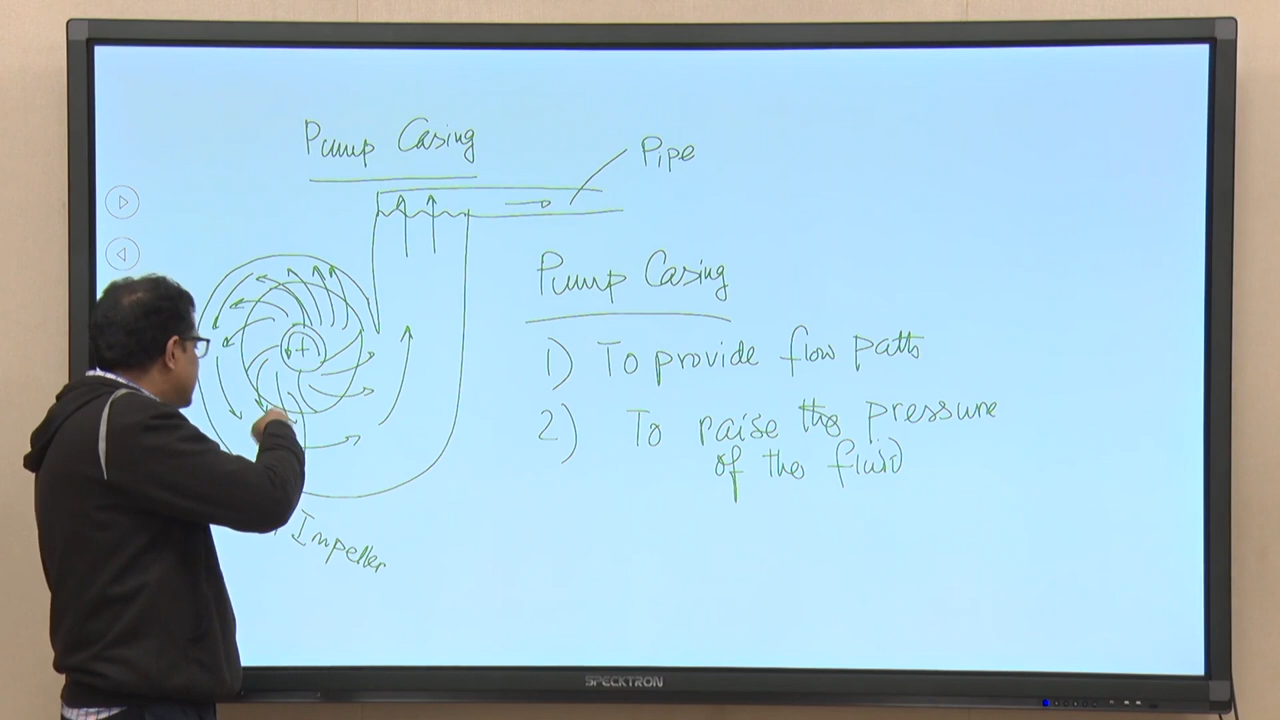 Pump Casing
Pipe
Pump Casing
1) To provide flow path
2) To raise the pressure
of the fluid
Impeller
SPECKTRON